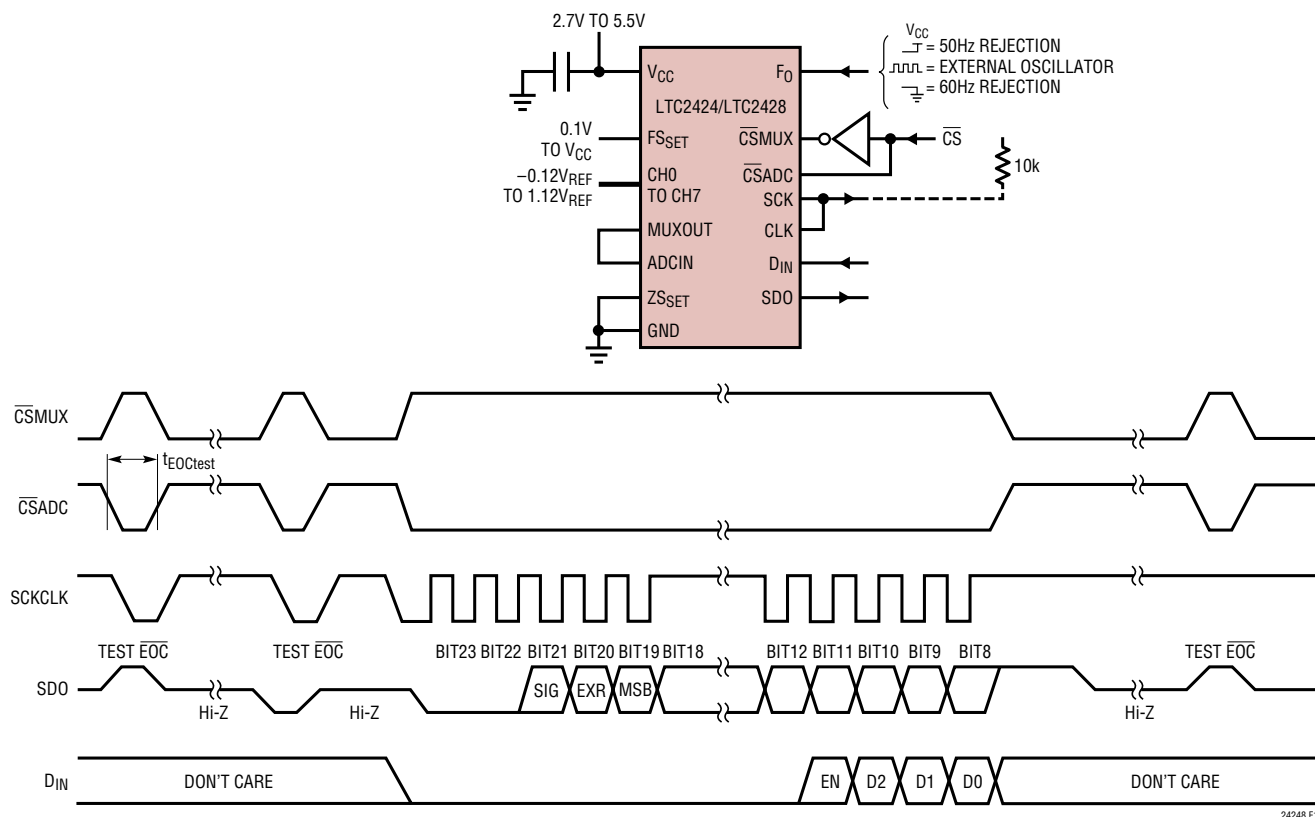 2.7V TO 5.5V
VCC
FO
VCC
= 50Hz REJECTION
= EXTERNAL OSCILLATOR
= 60Hz REJECTION
LTC2424/LTC2428
0.1V
TO VCC
FSSET
CSMUX
CS
–0.12VREF
TO 1.12VREF
CH0
TO CH7
CSADC
10k
SCK
MUXOUT
CLK
ADCIN
DIN
ZSSET
SDO
GND
CSMUX
tEOCtest
CSADC
SCKCLK
TEST EOC
TEST EOC
BIT23 BIT22 BIT21 BIT20 BIT19 BIT18
BIT12 BIT11 BIT10 BIT9 BIT8
TEST EOC
SDO
SIG EXR MSB
Hi-Z
Hi-Z
Hi-Z
DIN
DON'T CARE
EN D2 D1 D0
DON'T CARE